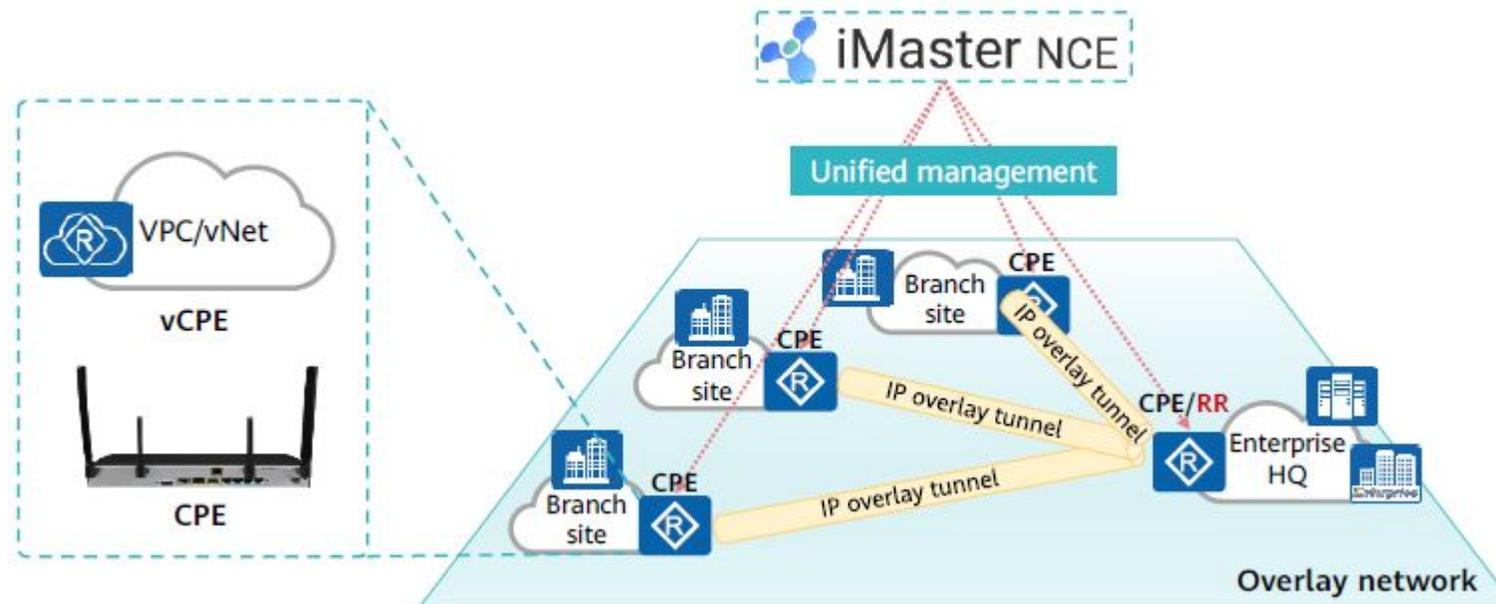 iMaster NCE
Unified management
VPC/vNet
R
vCPE
CPE
CPE
Branch
site
R
IP overlay tunnel
CPE
Branch
site
R
IP overlay tunnel
CPE
Branch
site
R
IP overlay tunnel
CPE/RR
R
Enterprise
HQ
Enterprise
Overlay network